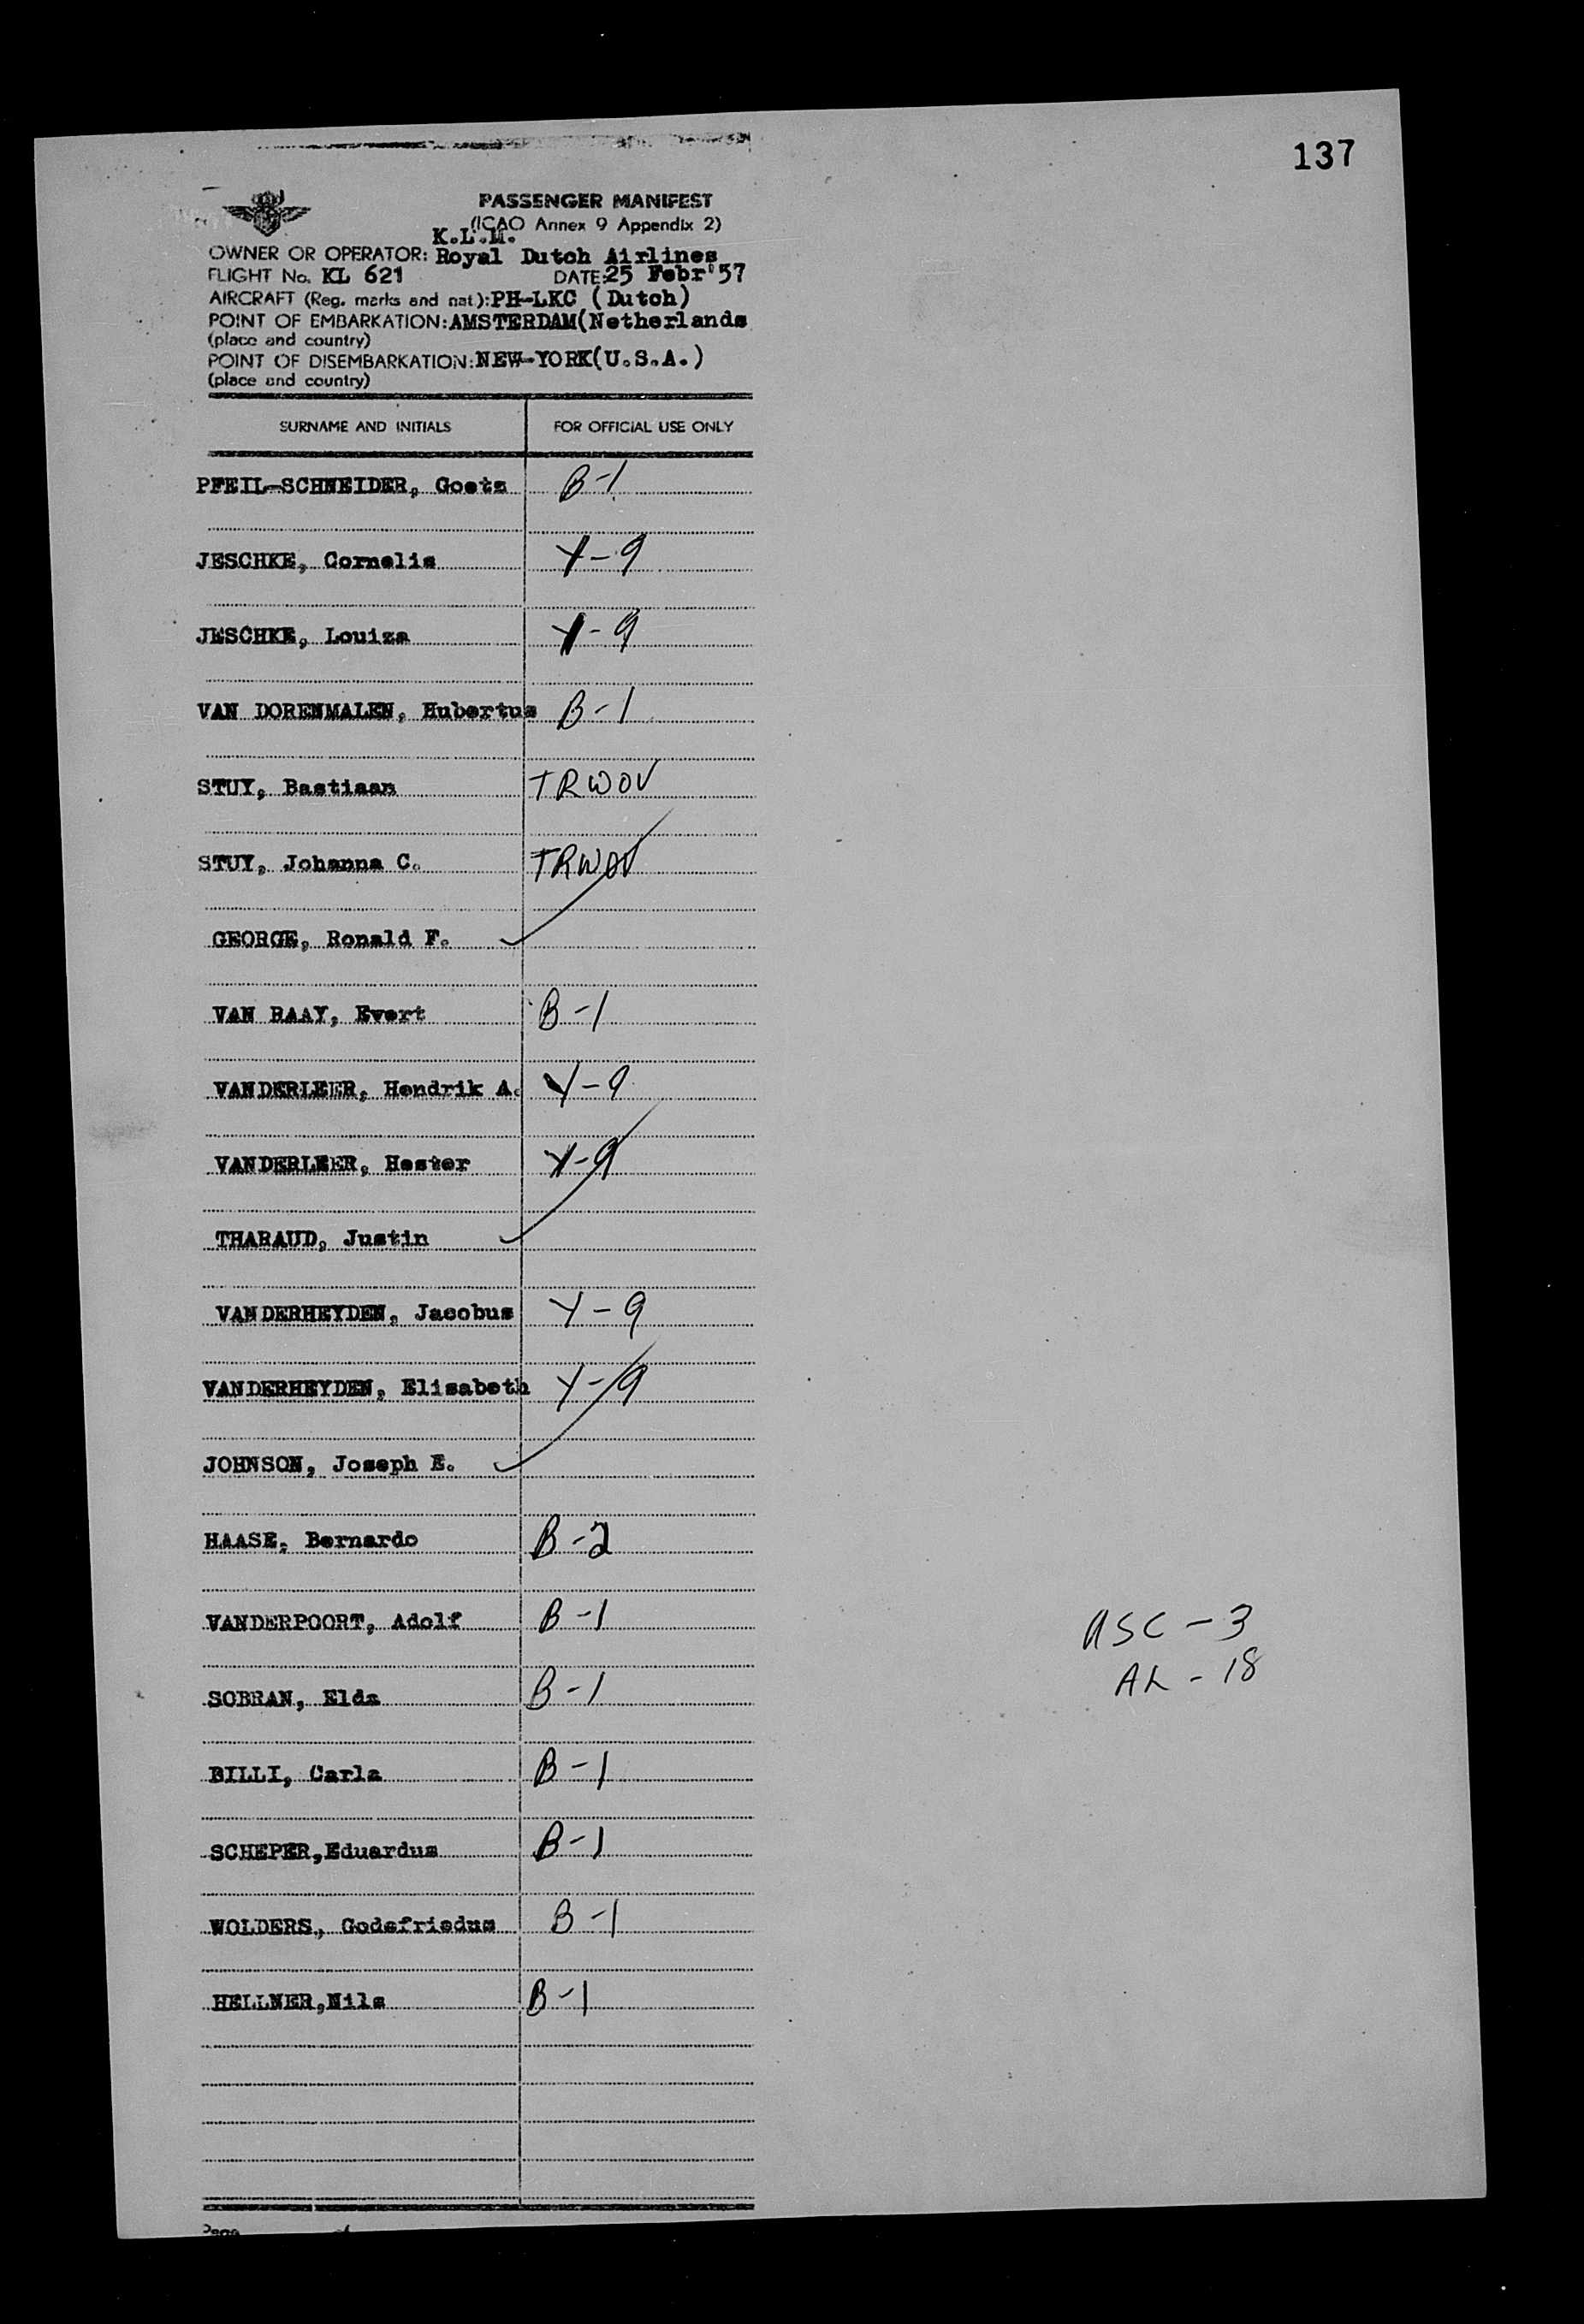 137
PASSENGER MANIFEST
(ICAO Annex 9 Appendix 2)
K.L.M.
OWNER OR OPERATOR: Royal Dutch Airlines
FLIGHT No. KL 621 DATE: 25 Febr'57
AIRCRAFT (Reg. marks and nat): PH-LKC (Dutch)
POINT OF EMBARKATION: AMSTERDAM(Netherlands
(place and country)
POINT OF DISEMBARKATION: NEW-YORK(U.S.A.)
(place and country)
SURNAME AND INITIALS FOR OFFICIAL USE ONLY
PFEIL-SCHNEIDER, Goetz B-1
JESCHKE, Cornelis Y-9
JESCHKE, Louiza Y-9
VAN DORENMALEN, Hubertus B-1
STUY, Bastiaan TRWOV
STUY, Johanna C. TRWOV
GEORGE, Ronald F.
VAN BAAY, Evert B-1
VANDERLEER, Hendrik A. Y-9
VANDERLEER, Hester Y-9
THARAUD, Justin
VANDERHEYDEN, Jacobus Y-9
VANDERHEYDEN, Elisabeth Y-9
JOHNSON, Joseph E.
HAASE, Bernardo B-2
VANDERPOORT, Adolf B-1
SOBRAN, Elda B-1
BILLI, Carla B-1
SCHEPER,Eduardus B-1
WOLDERS, Godefriedus B-1
HELLNER,Nils B-1
USC - 3
AL - 18